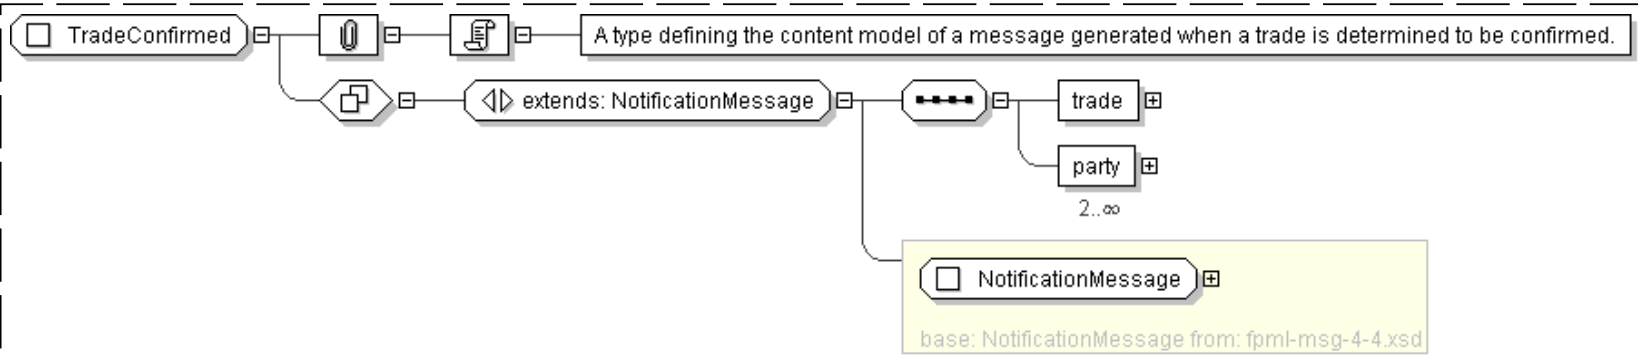 TradeConfirmed
A type defining the content model of a message generated when a trade is determined to be confirmed.
extends: NotificationMessage
trade
party
2..∞
NotificationMessage
base: NotificationMessage from: fpml-msg-4-4.xsd